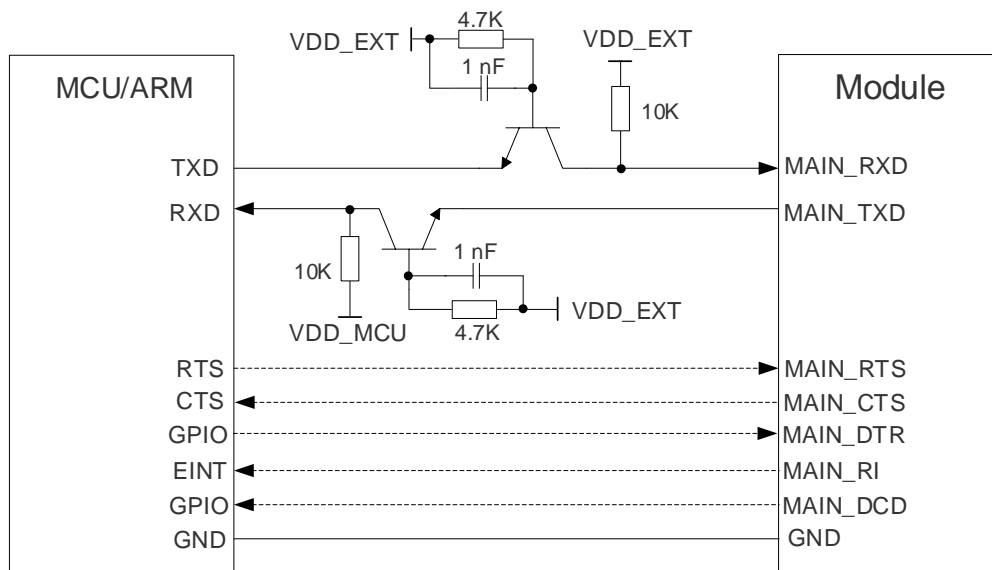 4.7K
VDD_EXT
VDD_EXT
1 nF
MCU/ARM
Module
10K
TXD
MAIN_RXD
RXD
MAIN_TXD
1 nF
10K
VDD_EXT
VDD_MCU
4.7K
RTS
MAIN_RTS
CTS
MAIN_CTS
GPIO
MAIN_DTR
EINT
MAIN_RI
GPIO
MAIN_DCD
GND
GND